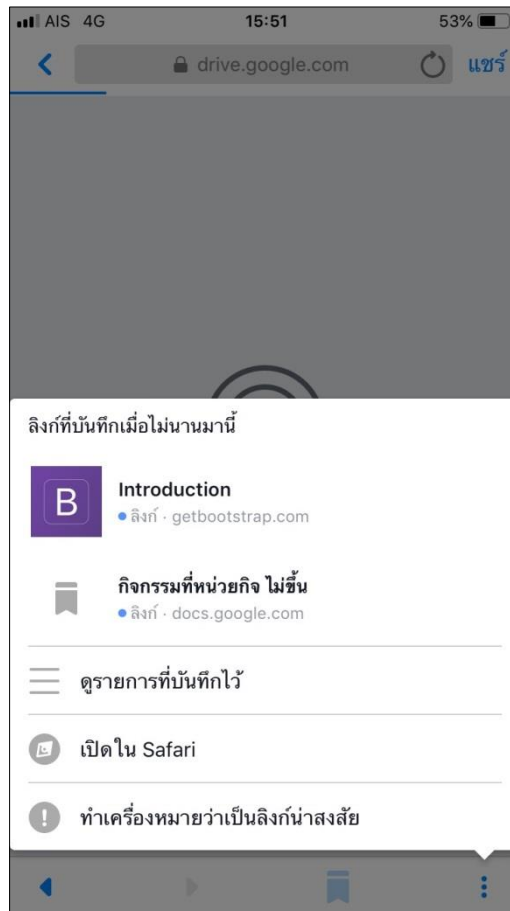 AIS 4G 15:51 53%
drive.google.com แชร์
ลิงก์ที่บันทึกเมื่อไม่นานมานี้
B Introduction
ลิงก์ · getbootstrap.com
กิจกรรมที่หน่วยกิจ ไม่ขึ้น
ลิงก์ · docs.google.com
ดูรายการที่บันทึกไว้
เปิดใน Safari
ทำเครื่องหมายว่าเป็นลิงก์น่าสงสัย